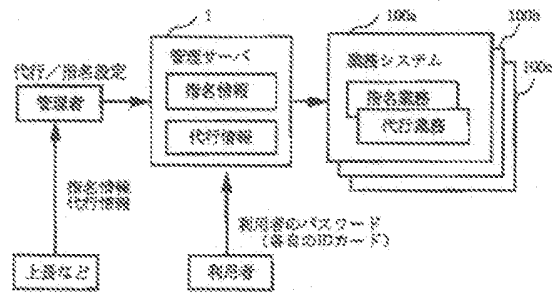 1
100a
100b
100c
代行／指名設定
管理者
管理サーバ
指名情報
代行情報
業務システム
指名業務
代行業務
指名情報
代行情報
利用者のパスワード
（各自のIDカード）
上長など
利用者